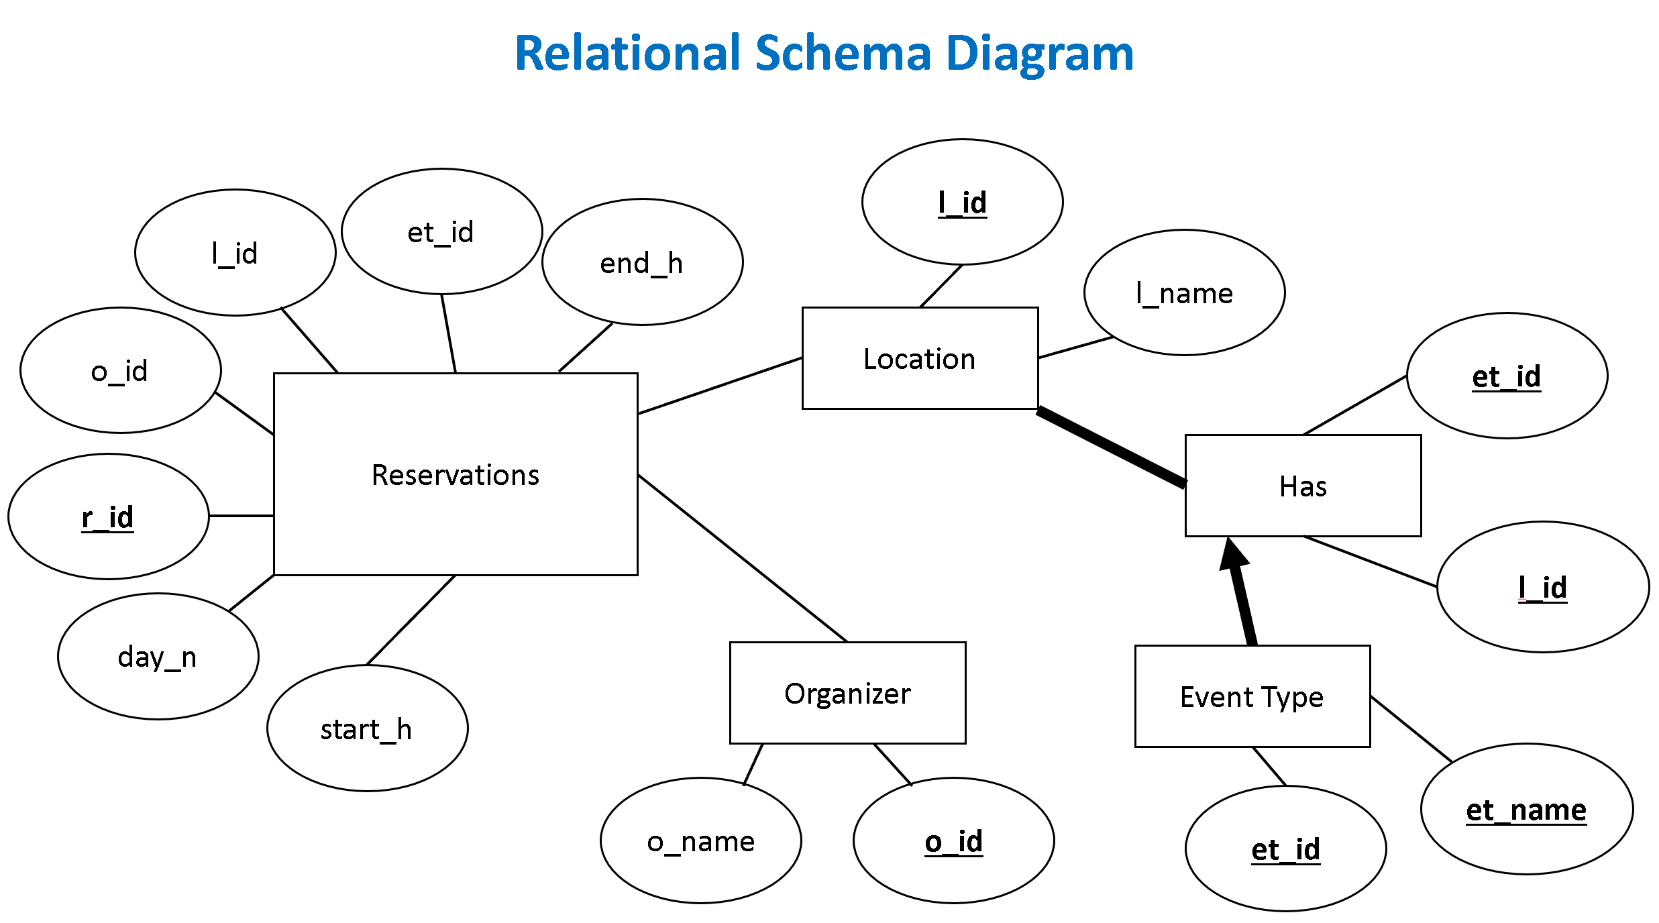 Relational Schema Diagram
l_id
et_id
end_h
o_id
r_id
day_n
start_h
Reservations
l_id
l_name
Location
et_id
Has
l_id
Organizer
o_name
o_id
Event Type
et_id
et_name